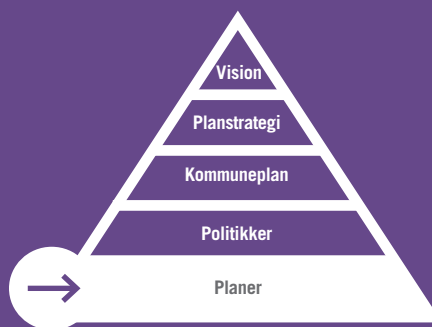 Vision
Planstrategi
Kommuneplan
Politikker
Planer